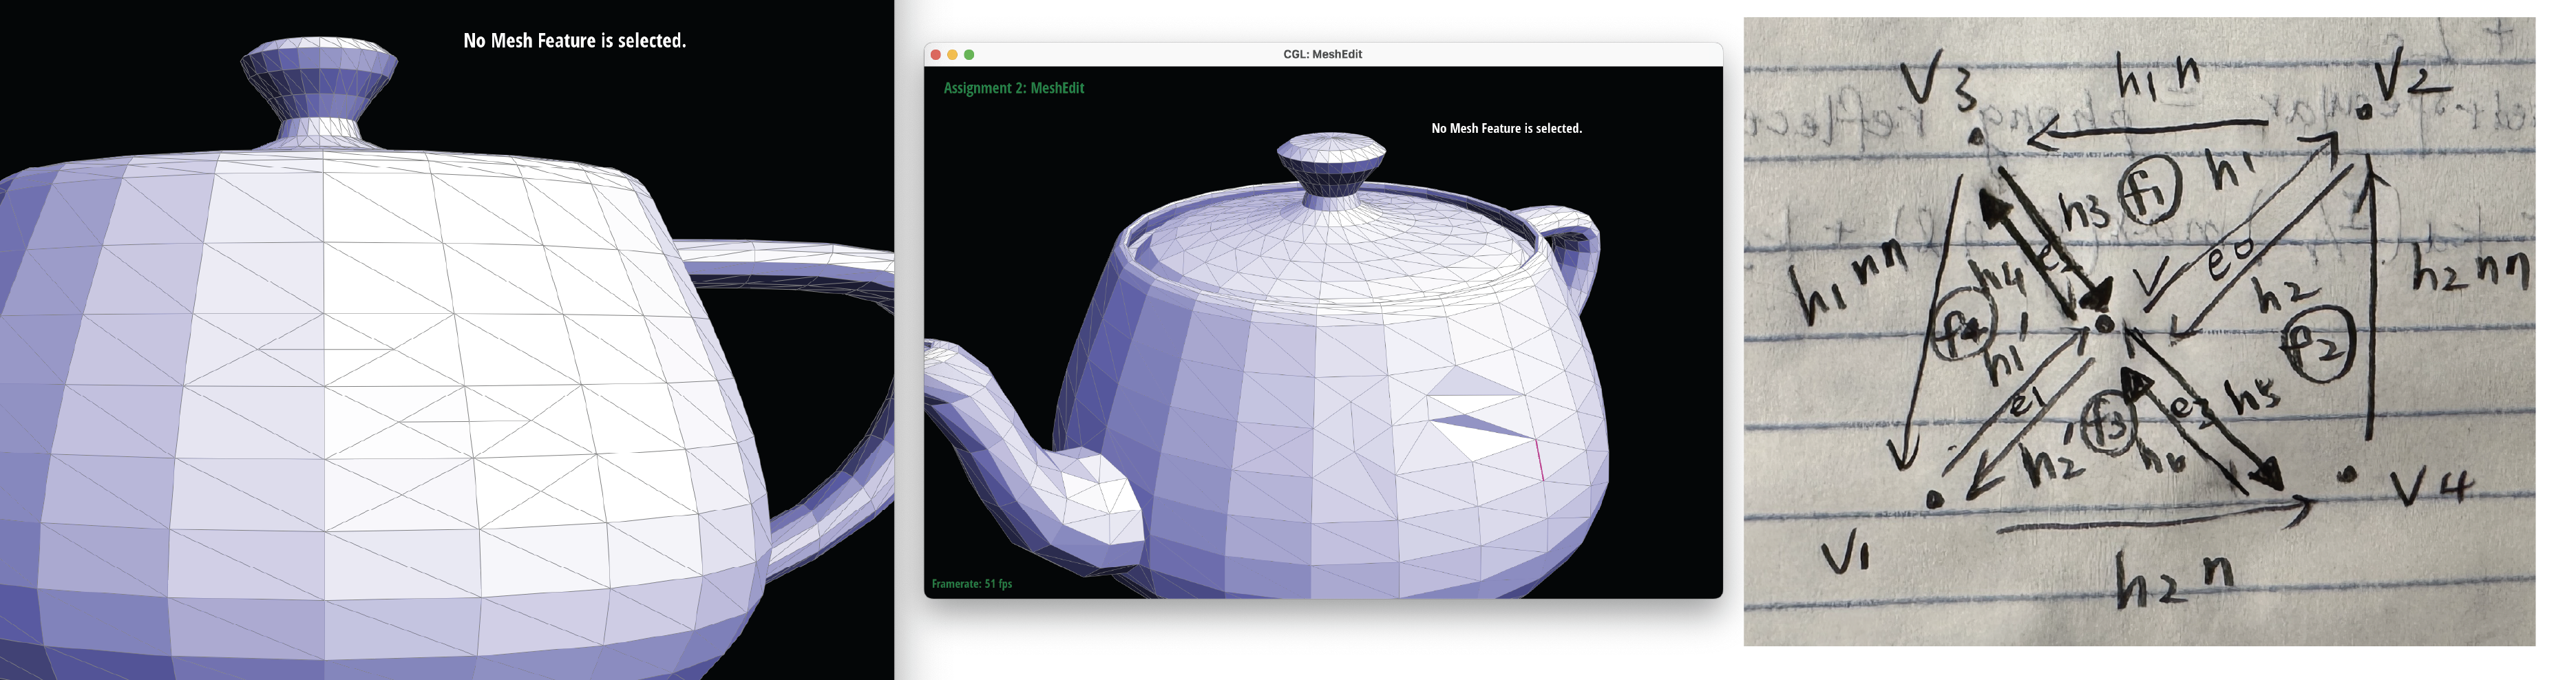 No Mesh Feature is selected.
CGL: MeshEdit
Assignment 2: MeshEdit
No Mesh Feature is selected.
Framerate: 51 fps
V3
h1n
V2
h3
f1
h1
e2
e0
h1nn
h4
V
h2
h2nn
f4
f2
h1'
e1
f3
e3
h5
h2'
h6
V1
V4
h2n